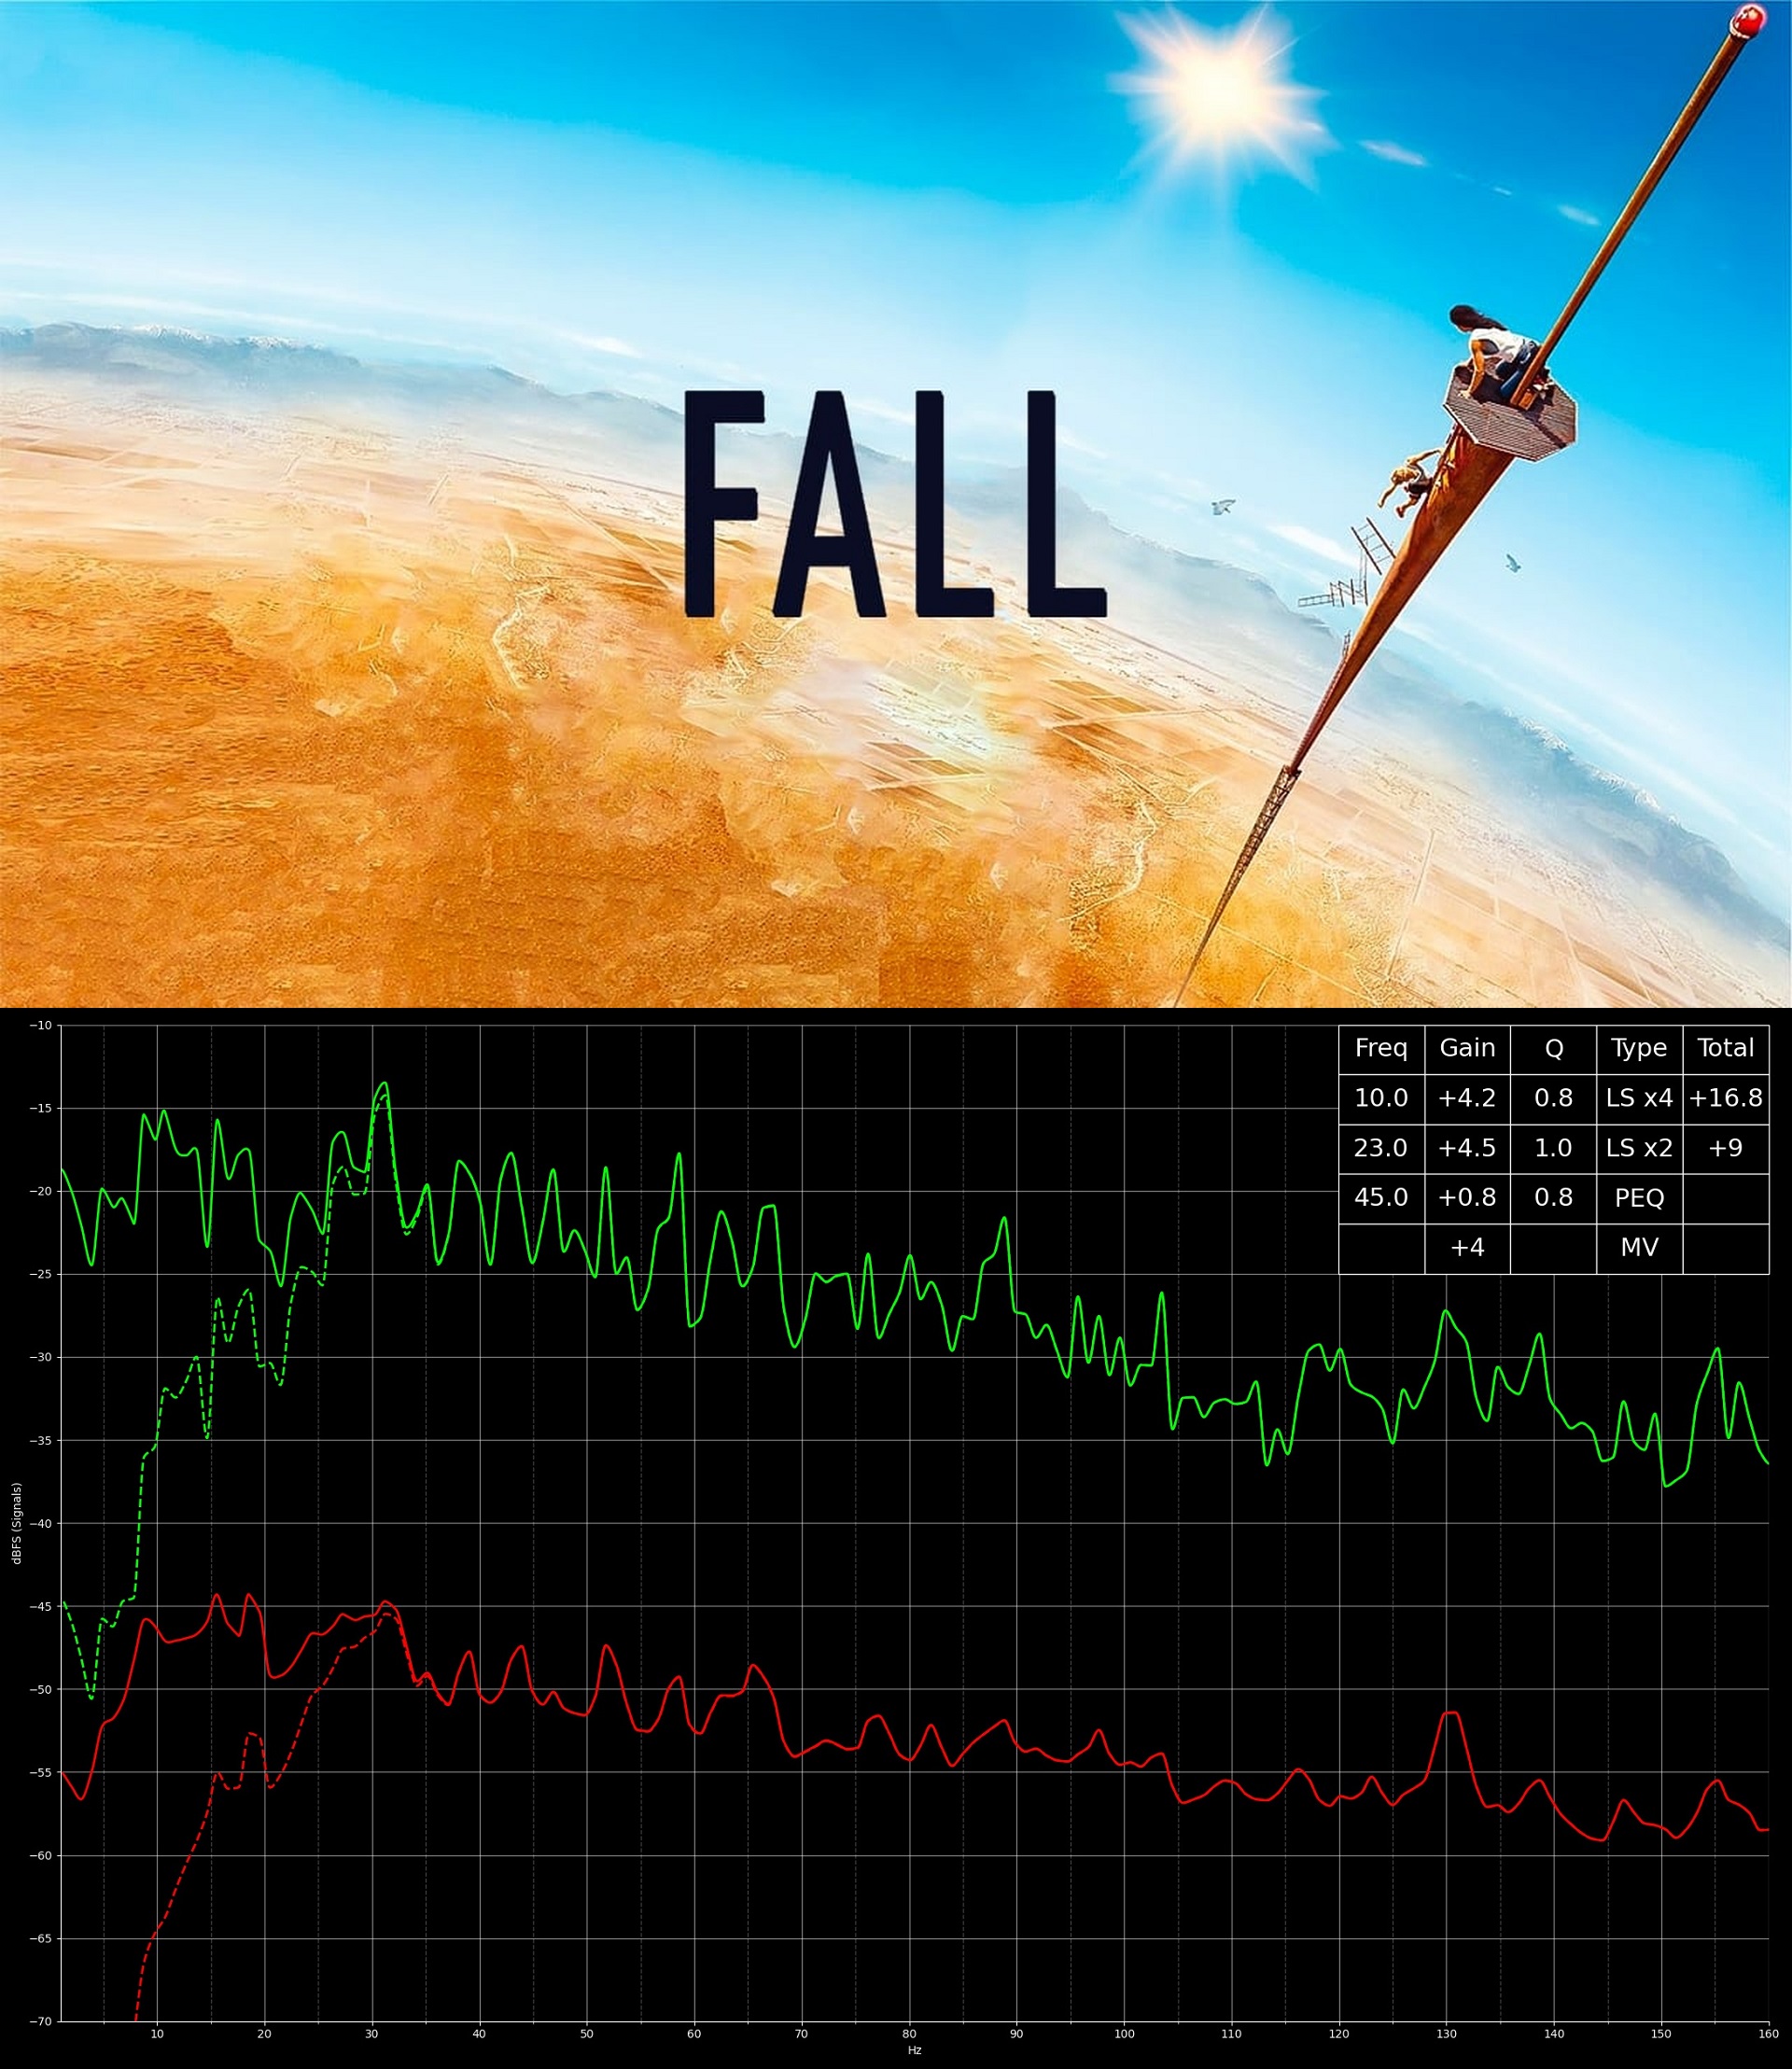 FALL
Freq Gain Q Type Total
10.0 +4.2 0.8 LS x4 +16.8
23.0 +4.5 1.0 LS x2 +9
45.0 +0.8 0.8 PEQ
+4 MV
−10
−15
−20
−25
−30
−35
−40
−45
−50
−55
−60
−65
−70
dBFS (Signals)
10 20 30 40 50 60 70 80 90 100 110 120 130 140 150 160
Hz